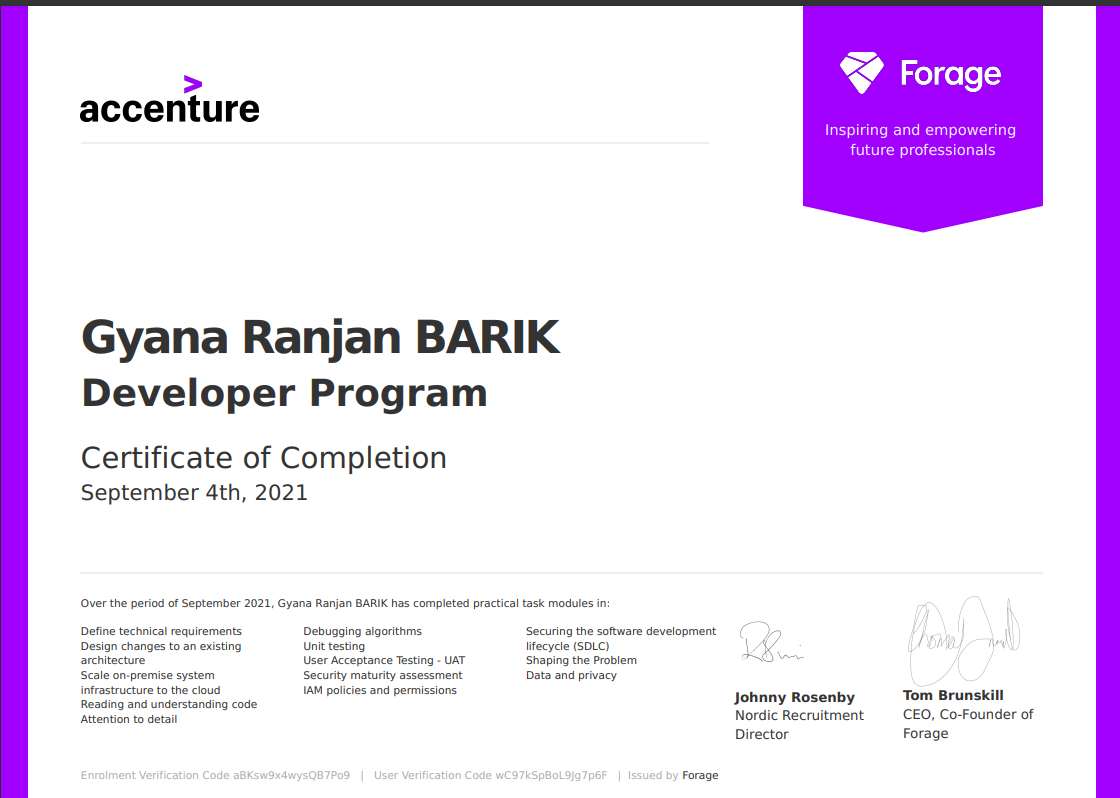 accenture
Forage
Inspiring and empowering
future professionals
Gyana Ranjan BARIK
Developer Program
Certificate of Completion
September 4th, 2021
Over the period of September 2021, Gyana Ranjan BARIK has completed practical task modules in:
Define technical requirements
Design changes to an existing
architecture
Scale on-premise system
infrastructure to the cloud
Reading and understanding code
Attention to detail
Debugging algorithms
Unit testing
User Acceptance Testing - UAT
Security maturity assessment
IAM policies and permissions
Securing the software development
lifecycle (SDLC)
Shaping the Problem
Data and privacy
Johnny Rosenby
Nordic Recruitment
Director
Tom Brunskill
CEO, Co-Founder of
Forage
Enrolment Verification Code aBKsw9x4wysQB7Po9 | User Verification Code wC97kSpBoL9Jg7p6F | Issued by Forage